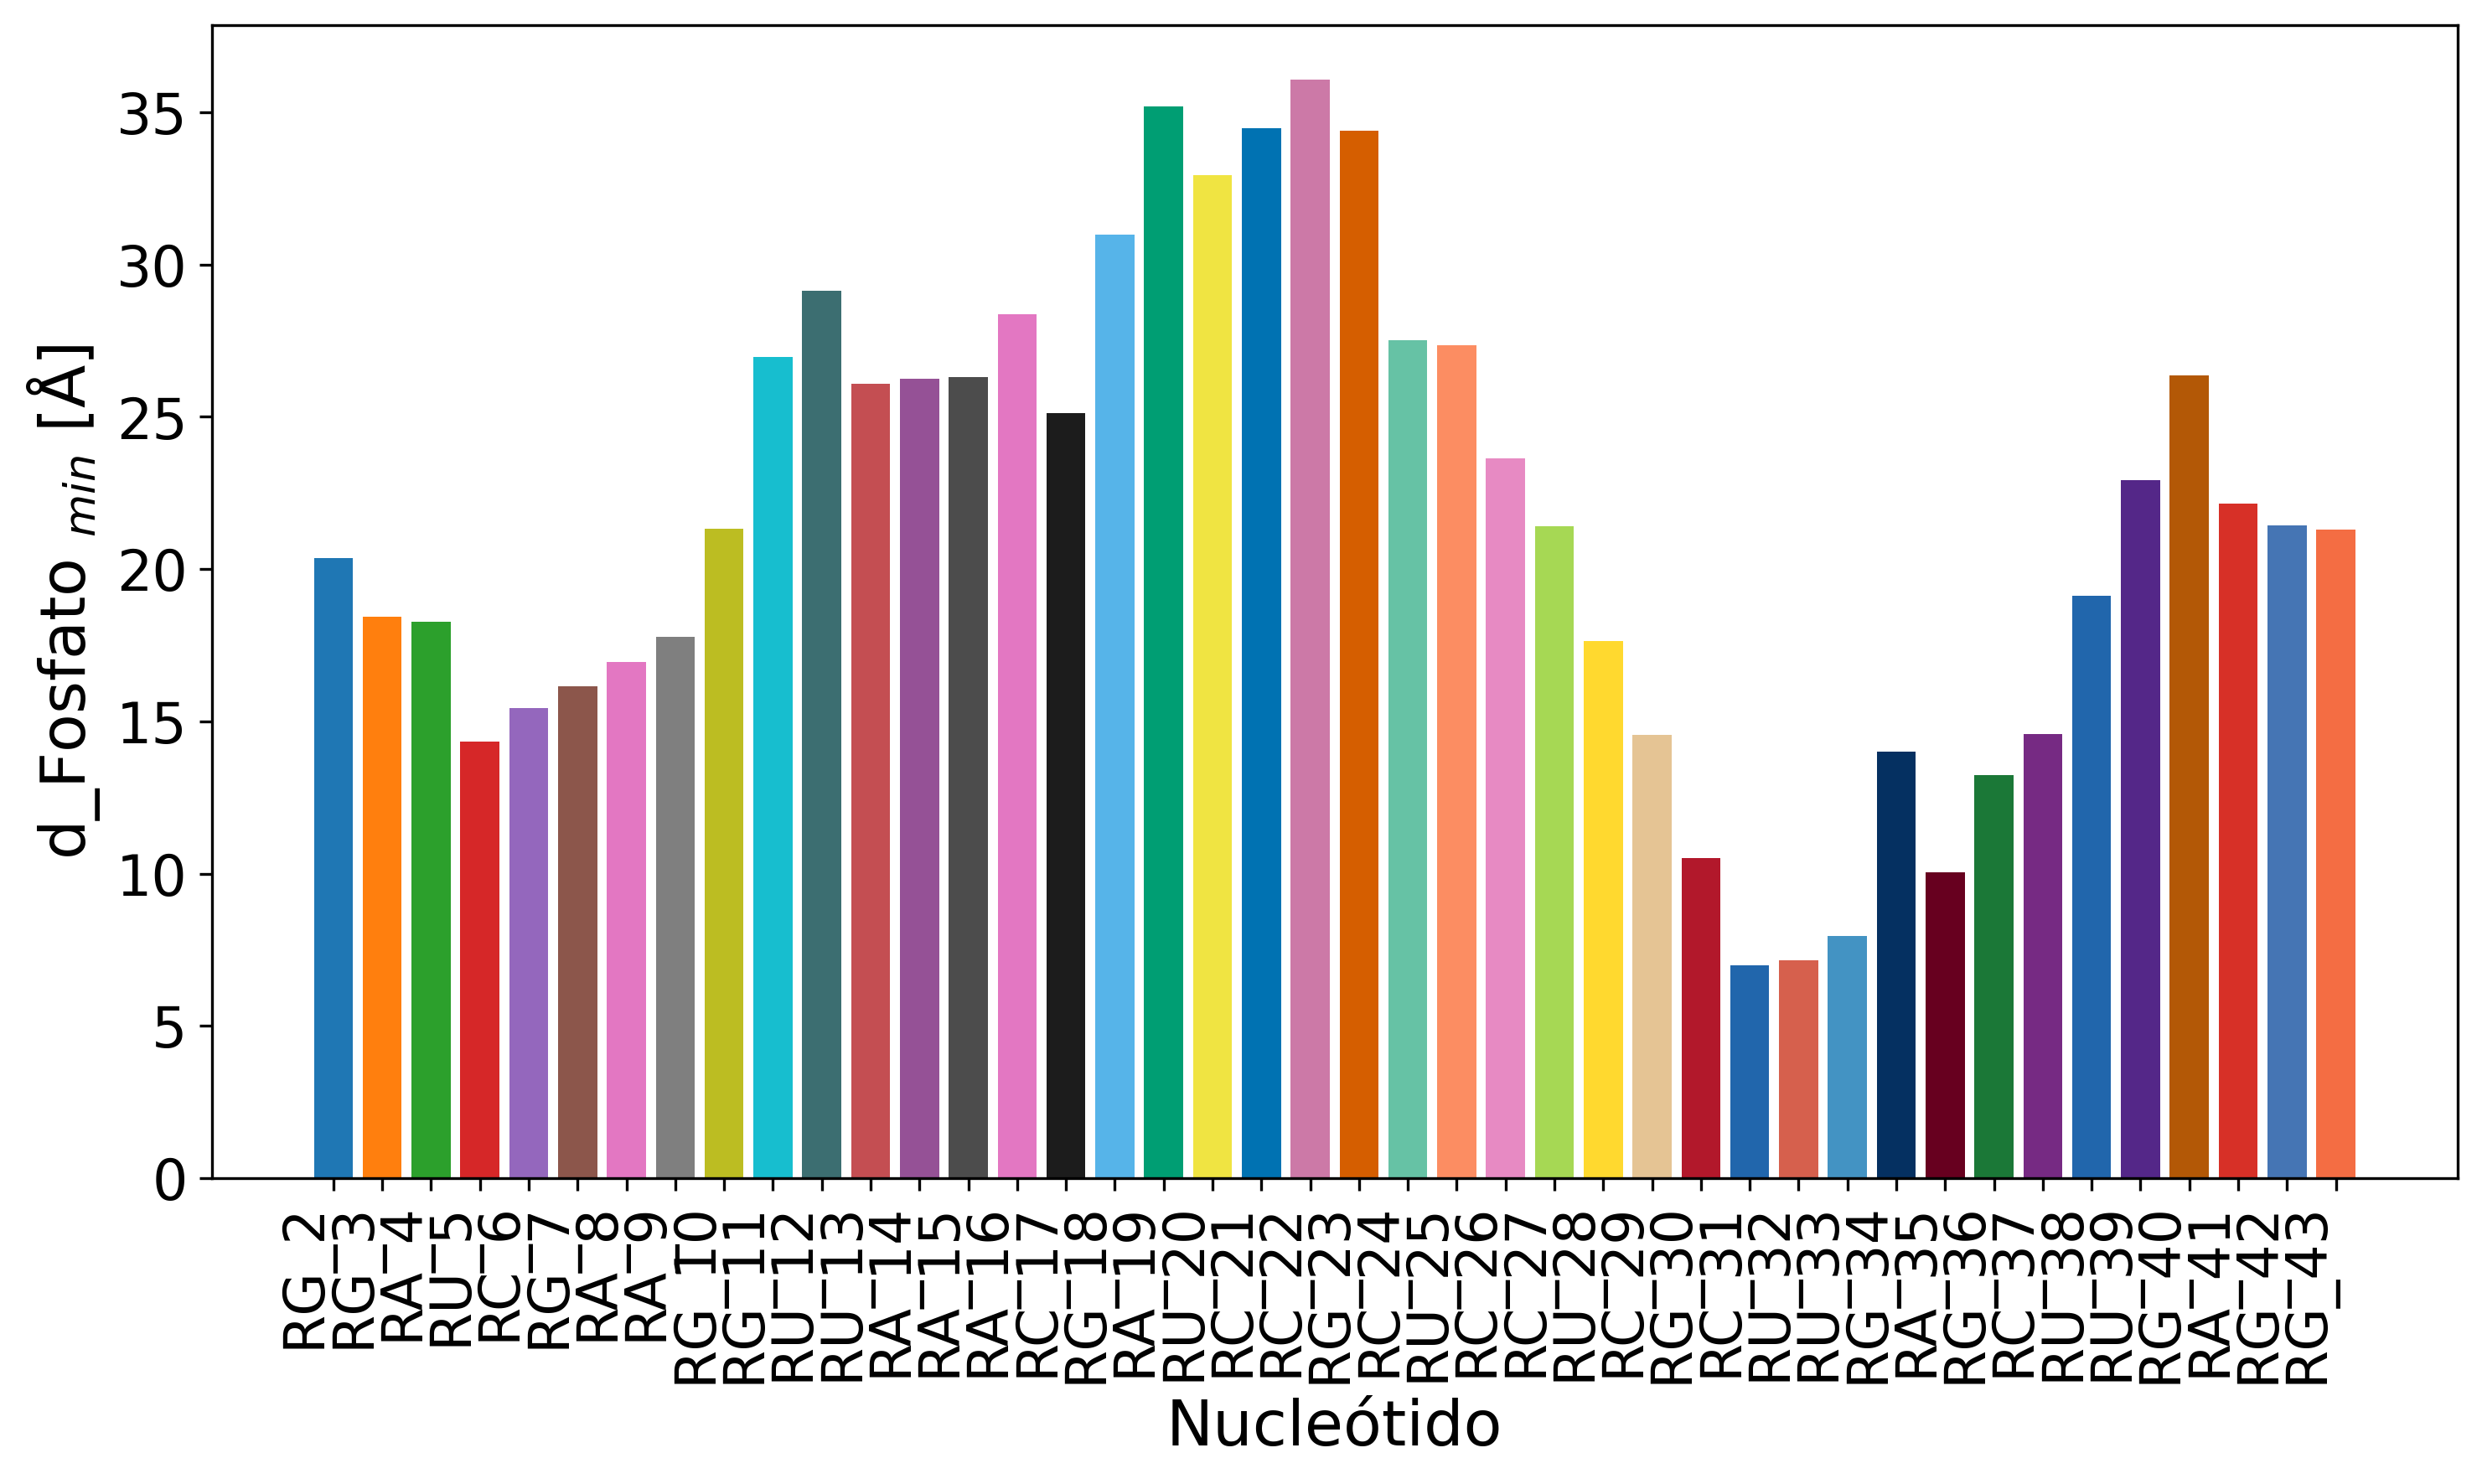 d_Fosfato min [Å]
35
30
25
20
15
10
5
0
RG_2
RG_3
RA_4
RU_5
RC_6
RG_7
RA_8
RA_9
RG_10
RG_11
RU_12
RU_13
RA_14
RA_15
RA_16
RC_17
RG_18
RA_19
RU_20
RC_21
RC_22
RG_23
RC_24
RU_25
RC_26
RC_27
RU_28
RC_29
RG_30
RC_31
RU_32
RU_33
RG_34
RA_35
RG_36
RC_37
RU_38
RU_39
RG_40
RA_41
RG_42
RG_43
Nucleótido